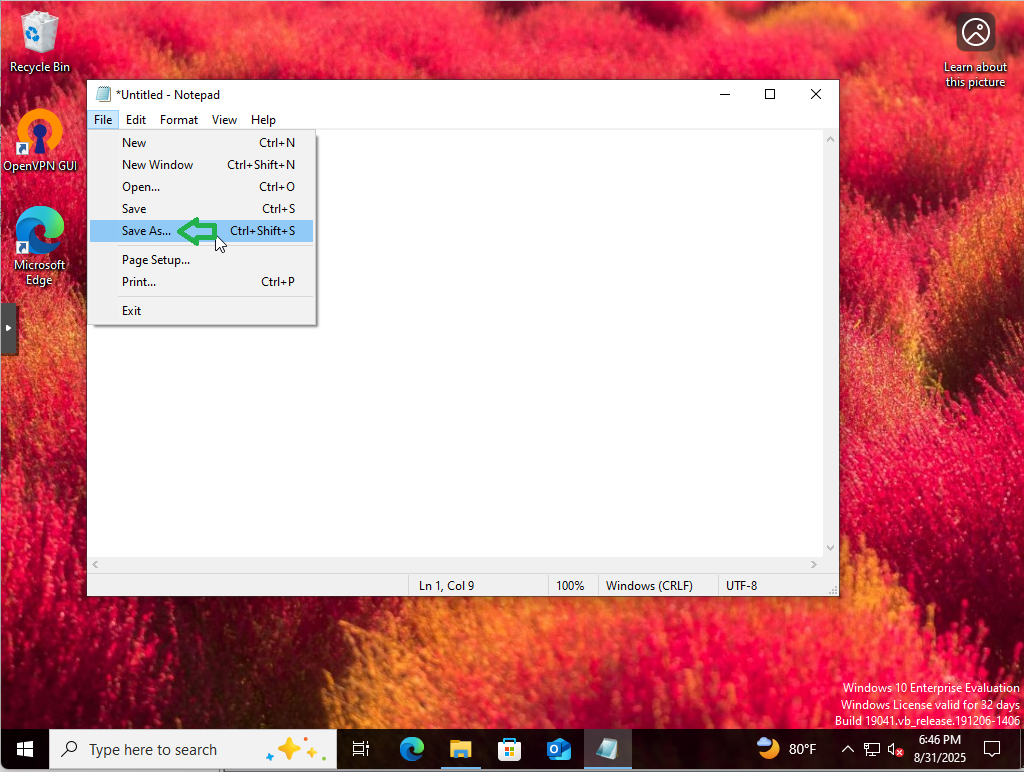 Recycle Bin
Learn about
this picture
*Untitled - Notepad
File Edit Format View Help
New Ctrl+N
New Window Ctrl+Shift+N
Open... Ctrl+O
Save Ctrl+S
Save As... Ctrl+Shift+S
Page Setup...
Print... Ctrl+P
Exit
OpenVPN GUI
Microsoft
Edge
Ln 1, Col 9 100% Windows (CRLF) UTF-8
Windows 10 Enterprise Evaluation
Windows License valid for 32 days
Build 19041.vb_release.191206-1406
Type here to search
80°F
6:46 PM
8/31/2025